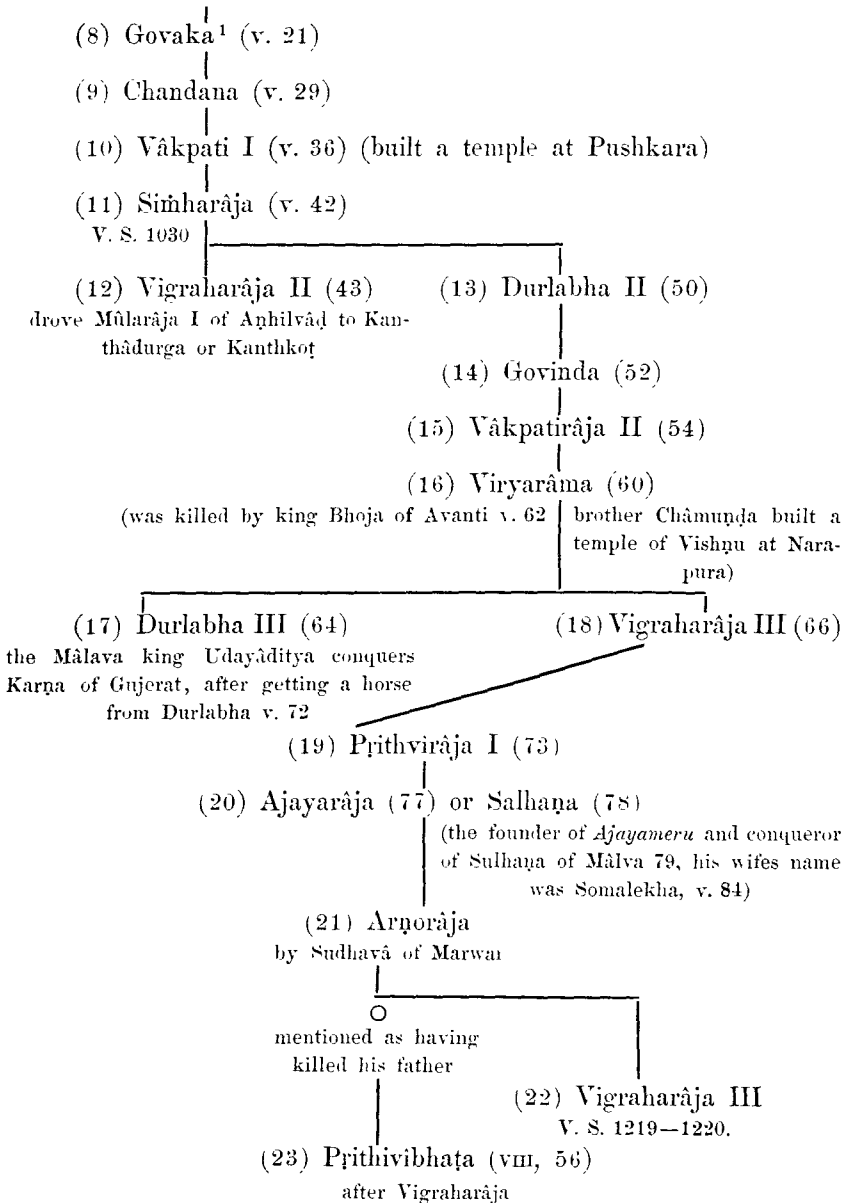 (8) Govaka¹ (v. 21)
(9) Chandana (v. 29)
(10) Vâkpati I (v. 36) (built a temple at Pushkara)
(11) Siṁharâja (v. 42)
V. S. 1030
(12) Vigraharâja II (43) (13) Durlabha II (50)
drove Mûlarâja I of Aṇhilvâḍ to Kan-
thâdurga or Kanthkoṭ
(14) Govinda (52)
(15) Vâkpatirâja II (54)
(16) Viryarâma (60)
(was killed by king Bhoja of Avanti v. 62 brother Châmuṇḍa built a
temple of Vishṇu at Nara-
pura)
(17) Durlabha III (64) (18) Vigraharâja III (66)
the Mâlava king Udayâditya conquers
Karṇa of Gujerat, after getting a horse
from Durlabha v. 72
(19) Pṛithvirâja I (73)
(20) Ajayarâja (77) or Salhaṇa (78)
(the founder of Ajayameru and conqueror
of Sulhaṇa of Mâlva 79, his wifes name
was Somalekha, v. 84)
(21) Arṇorâja
by Sudhavâ of Marwar
mentioned as having
killed his father
(22) Vigraharâja III
V. S. 1219—1220.
(23) Pṛithivibhaṭa (VIII, 56)
after Vigraharâja